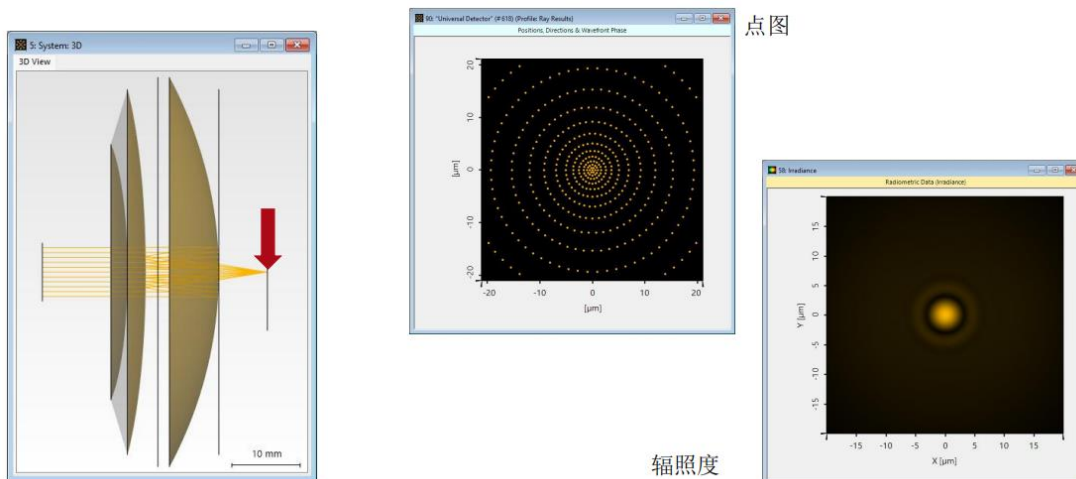 5: System: 3D
3D View
10 mm
90: "Universal Detector" (#618) (Profile: Ray Results)
Positions, Directions & Wavefront Phase
20
10
0
-10
-20
[µm]
-20 -10 0 10 20
[µm]
点图
58: Irradiance
Radiometric Data (Irradiance)
15
10
5
0
-5
-10
-15
Y [µm]
-15 -10 -5 0 5 10 15
X [µm]
辐照度